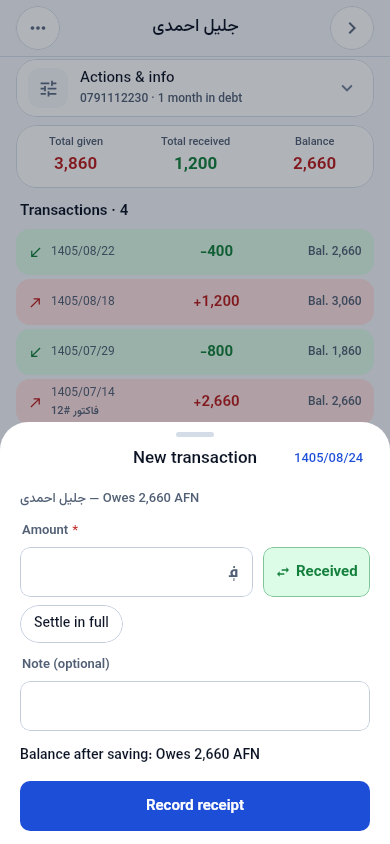 جلیل احمدی
Actions & info
0791112230 · 1 month in debt
Total given
Total received
Balance
3,860
1,200
2,660
Transactions · 4
1405/08/22
-400
Bal. 2,660
1405/08/18
+1,200
Bal. 3,060
1405/07/29
-800
Bal. 1,860
1405/07/14
فاکتور #12
+2,660
Bal. 2,660
New transaction
1405/08/24
جلیل احمدی — Owes 2,660 AFN
Amount *
؋
Received
Settle in full
Note (optional)
Balance after saving: Owes 2,660 AFN
Record receipt